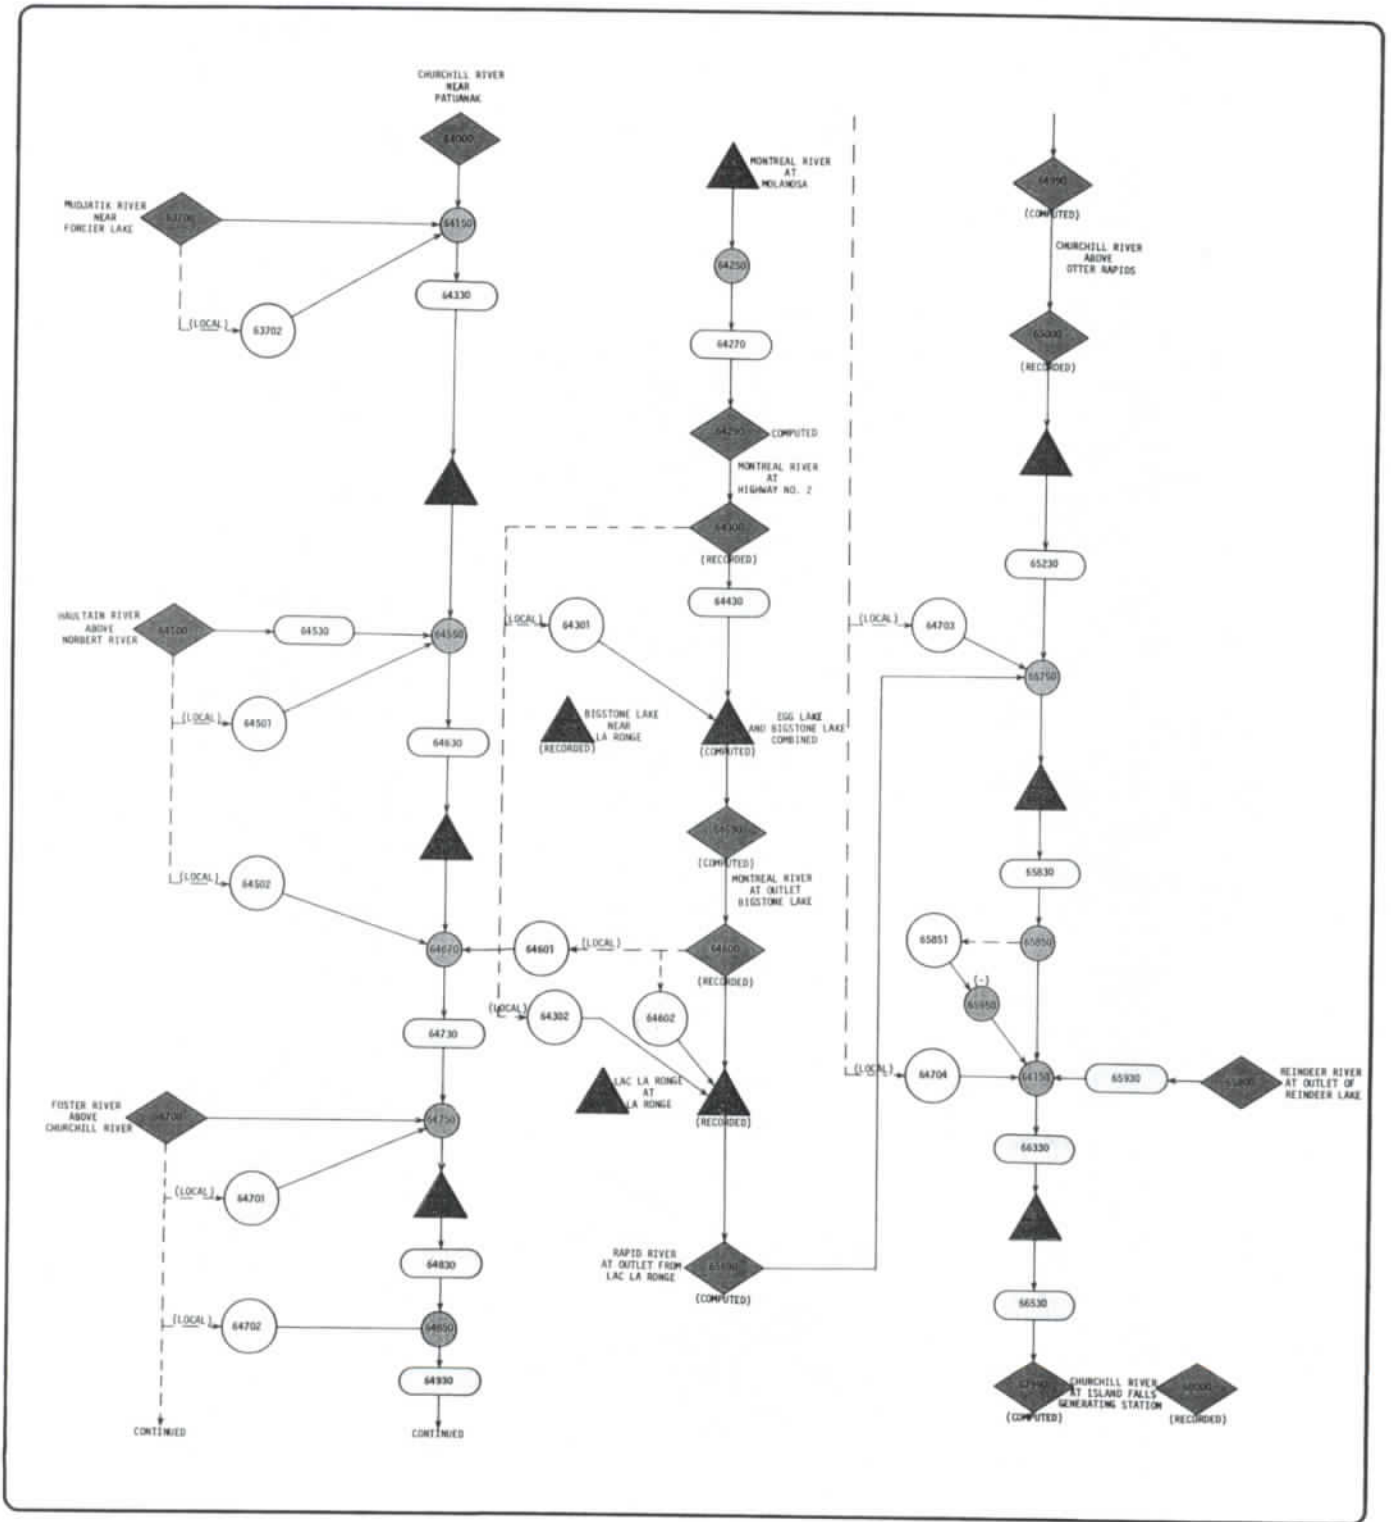 CHURCHILL RIVER
NEAR
PATUANAK
64000
MUDJATIK RIVER
NEAR
FORCIER LAKE
63700
64150
(LOCAL)
63702
64330
HAULTAIN RIVER
ABOVE
NORBERT RIVER
64500
64530
64550
(LOCAL)
64501
64630
(LOCAL)
64502
64670
64730
FOSTER RIVER
ABOVE
CHURCHILL RIVER
64700
64750
(LOCAL)
64701
64830
(LOCAL)
64702
64850
64930
CONTINUED
CONTINUED
MONTREAL RIVER
AT
MOLANOSA
64250
64270
64290
COMPUTED
MONTREAL RIVER
AT
HIGHWAY NO. 2
64300
(RECORDED)
64430
(LOCAL)
64301
BIGSTONE LAKE
NEAR
LA RONGE
(RECORDED)
EGG LAKE
AND BIGSTONE LAKE
COMBINED
(COMPUTED)
64590
(COMPUTED)
MONTREAL RIVER
AT OUTLET
BIGSTONE LAKE
64601
(LOCAL)
64600
(RECORDED)
(LOCAL)
64302
64602
LAC LA RONGE
AT
LA RONGE
(RECORDED)
RAPID RIVER
AT OUTLET FROM
LAC LA RONGE
(COMPUTED)
64990
(COMPUTED)
CHURCHILL RIVER
ABOVE
OTTER RAPIDS
65000
(RECORDED)
65230
(LOCAL)
64703
65750
65830
65851
65850
(-)
65950
(LOCAL)
64704
65930
REINDEER RIVER
AT OUTLET OF
REINDEER LAKE
66330
66530
CHURCHILL RIVER
AT ISLAND FALLS
GENERATING STATION
(COMPUTED)
(RECORDED)